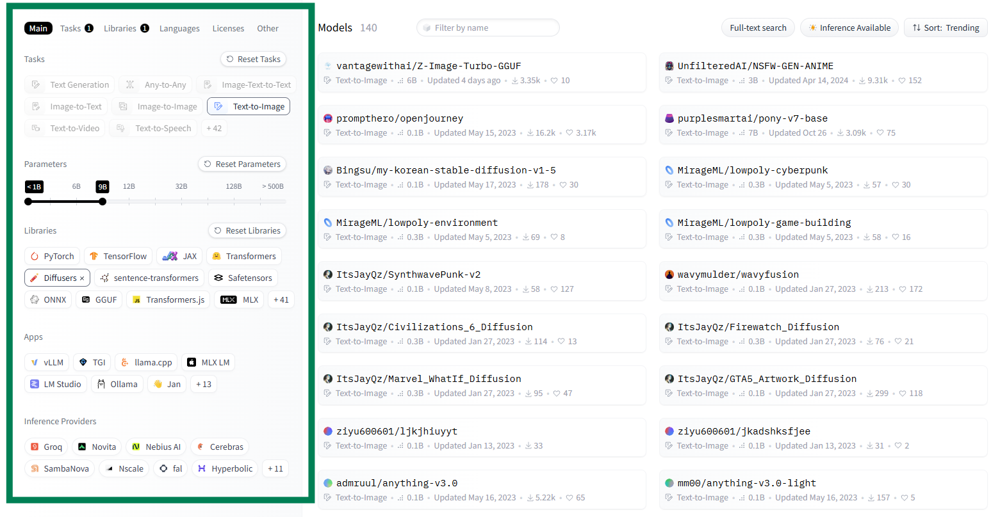 Main Tasks 1 Libraries 1 Languages Licenses Other
Tasks Reset Tasks
Text Generation Any-to-Any Image-Text-to-Text
Image-to-Text Image-to-Image Text-to-Image
Text-to-Video Text-to-Speech + 42
Parameters Reset Parameters
< 1B 6B 9B 12B 32B 128B > 500B
Libraries Reset Libraries
PyTorch TensorFlow JAX Transformers
Diffusers × sentence-transformers Safetensors
ONNX GGUF JS Transformers.js MLX MLX + 41
Apps
vLLM TGI llama.cpp MLX LM
LM Studio Ollama Jan + 13
Inference Providers
Groq Novita Nebius AI Cerebras
SambaNova Nscale fal Hyperbolic + 11
Models 140 Filter by name Full-text search Inference Available Sort: Trending
vantagewithai/Z-Image-Turbo-GGUF
Text-to-Image • 6B • Updated 4 days ago • 3.35k • 10
UnfilteredAI/NSFW-GEN-ANIME
Text-to-Image • 3B • Updated Apr 14, 2024 • 9.31k • 152
prompthero/openjourney
Text-to-Image • 0.1B • Updated May 15, 2023 • 16.2k • 3.17k
purplesmartai/pony-v7-base
Text-to-Image • 7B • Updated Oct 26 • 3.09k • 75
Bingsu/my-korean-stable-diffusion-v1-5
Text-to-Image • 0.1B • Updated May 17, 2023 • 178 • 30
MirageML/lowpoly-cyberpunk
Text-to-Image • 0.3B • Updated May 5, 2023 • 57 • 30
MirageML/lowpoly-environment
Text-to-Image • 0.3B • Updated May 5, 2023 • 69 • 8
MirageML/lowpoly-game-building
Text-to-Image • 0.3B • Updated May 5, 2023 • 58 • 16
ItsJayQz/SynthwavePunk-v2
Text-to-Image • 0.1B • Updated May 8, 2023 • 58 • 127
wavymulder/wavyfusion
Text-to-Image • 0.1B • Updated Jan 27, 2023 • 213 • 172
ItsJayQz/Civilizations_6_Diffusion
Text-to-Image • 0.3B • Updated Jan 27, 2023 • 114 • 13
ItsJayQz/Firewatch_Diffusion
Text-to-Image • 0.3B • Updated Jan 27, 2023 • 76 • 21
ItsJayQz/Marvel_WhatIf_Diffusion
Text-to-Image • 0.3B • Updated Jan 27, 2023 • 95 • 47
ItsJayQz/GTA5_Artwork_Diffusion
Text-to-Image • 0.1B • Updated Jan 27, 2023 • 299 • 118
ziyu600601/ljkjhiuyyt
Text-to-Image • 0.1B • Updated Jan 13, 2023 • 33
ziyu600601/jkadshksfjee
Text-to-Image • 0.1B • Updated Jan 13, 2023 • 31 • 2
admruul/anything-v3.0
Text-to-Image • 0.1B • Updated May 16, 2023 • 5.22k • 65
mm00/anything-v3.0-light
Text-to-Image • 0.1B • Updated May 16, 2023 • 157 • 5